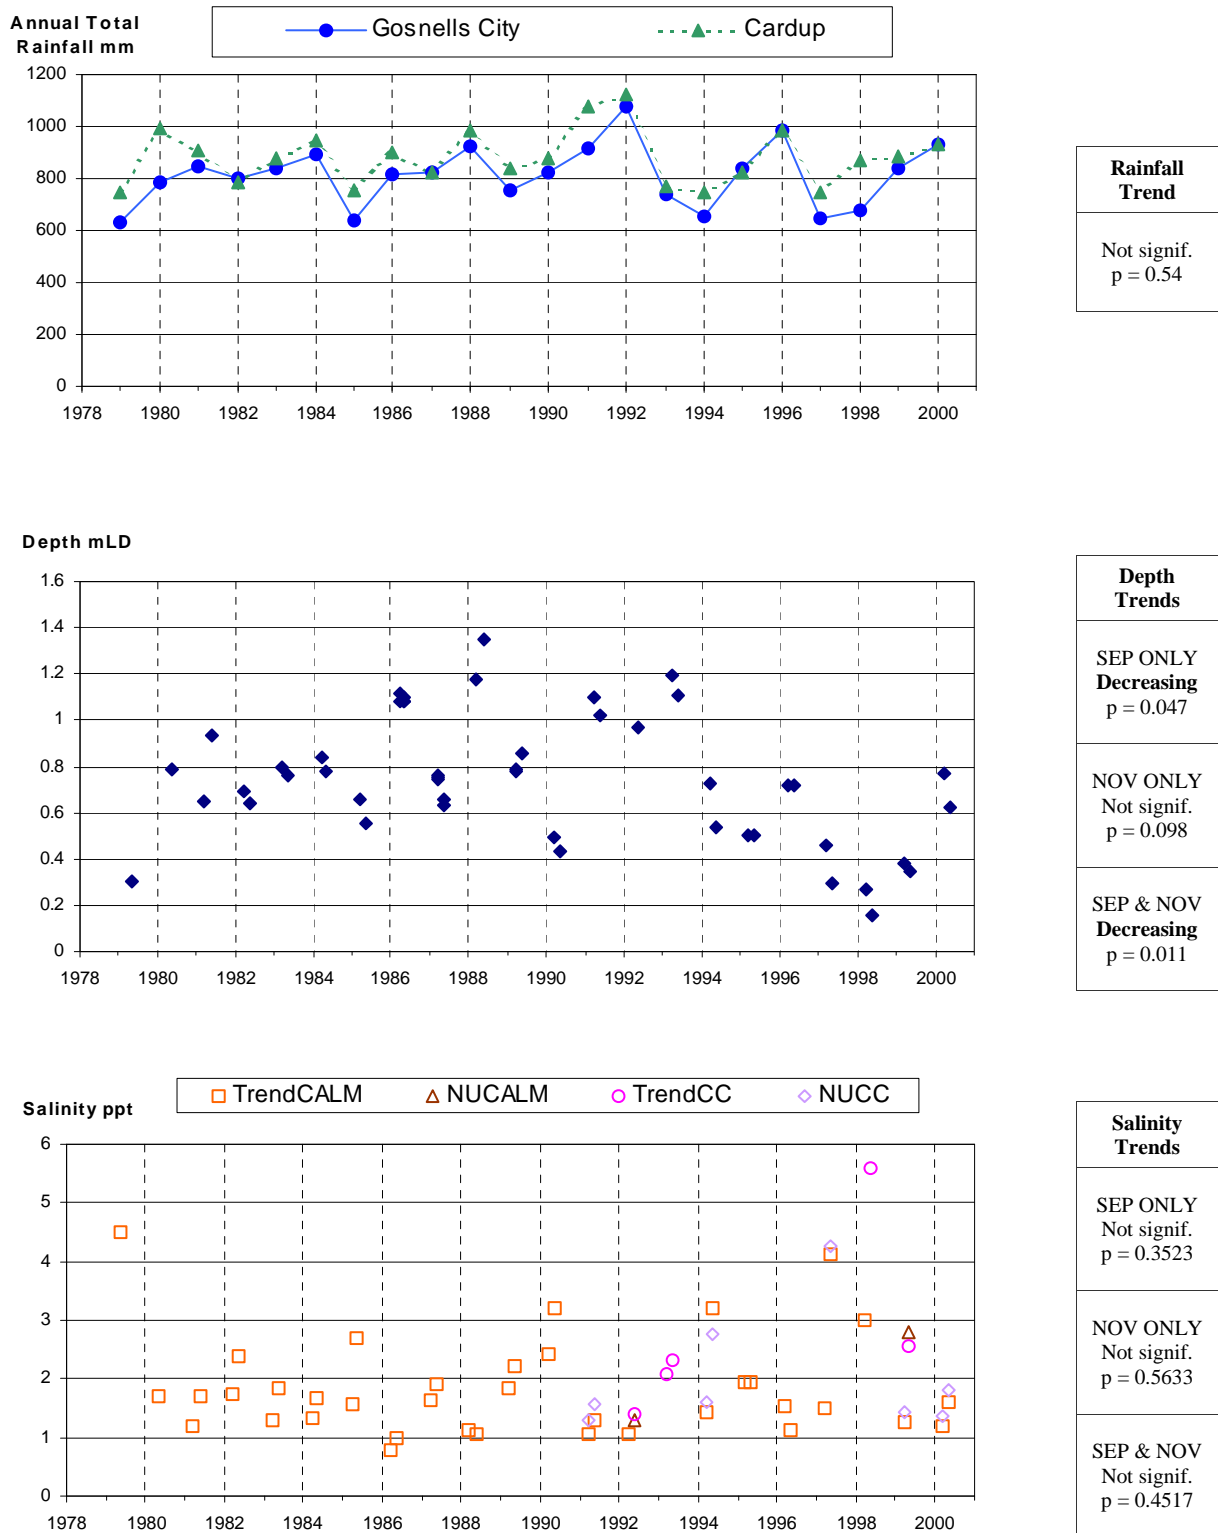 Annual Total
Rainfall mm
Gosnells City
Cardup
1200
1000
800
600
400
200
0
1978 1980 1982 1984 1986 1988 1990 1992 1994 1996 1998 2000
Rainfall
Trend
Not signif.
p = 0.54
Depth mLD
1.6
1.4
1.2
1
0.8
0.6
0.4
0.2
0
1978 1980 1982 1984 1986 1988 1990 1992 1994 1996 1998 2000
Depth
Trends
SEP ONLY
Decreasing
p = 0.047
NOV ONLY
Not signif.
p = 0.098
SEP & NOV
Decreasing
p = 0.011
TrendCALM NUCALM TrendCC NUCC
Salinity ppt
6
5
4
3
2
1
0
1978 1980 1982 1984 1986 1988 1990 1992 1994 1996 1998 2000
Salinity
Trends
SEP ONLY
Not signif.
p = 0.3523
NOV ONLY
Not signif.
p = 0.5633
SEP & NOV
Not signif.
p = 0.4517